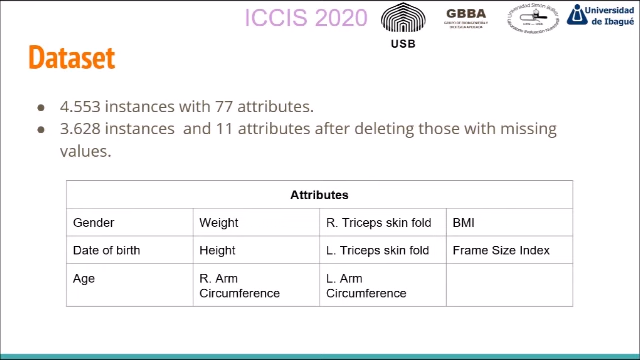 ICCIS 2020
USB
GBBA
Universidad
de Ibagué
Dataset
● 4.553 instances with 77 attributes.
● 3.628 instances and 11 attributes after deleting those with missing
values.
Attributes
Gender Weight R. Triceps skin fold BMI
Date of birth Height L. Triceps skin fold Frame Size Index
Age R. Arm L. Arm
Circumference Circumference